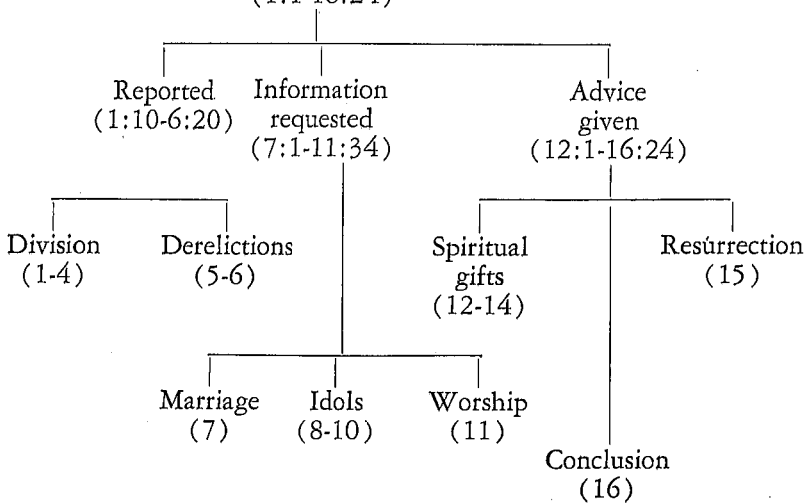 Reported
(1:10-6:20)
Information
requested
(7:1-11:34)
Advice
given
(12:1-16:24)
Division
(1-4)
Derelictions
(5-6)
Spiritual
gifts
(12-14)
Resurrection
(15)
Marriage
(7)
Idols
(8-10)
Worship
(11)
Conclusion
(16)